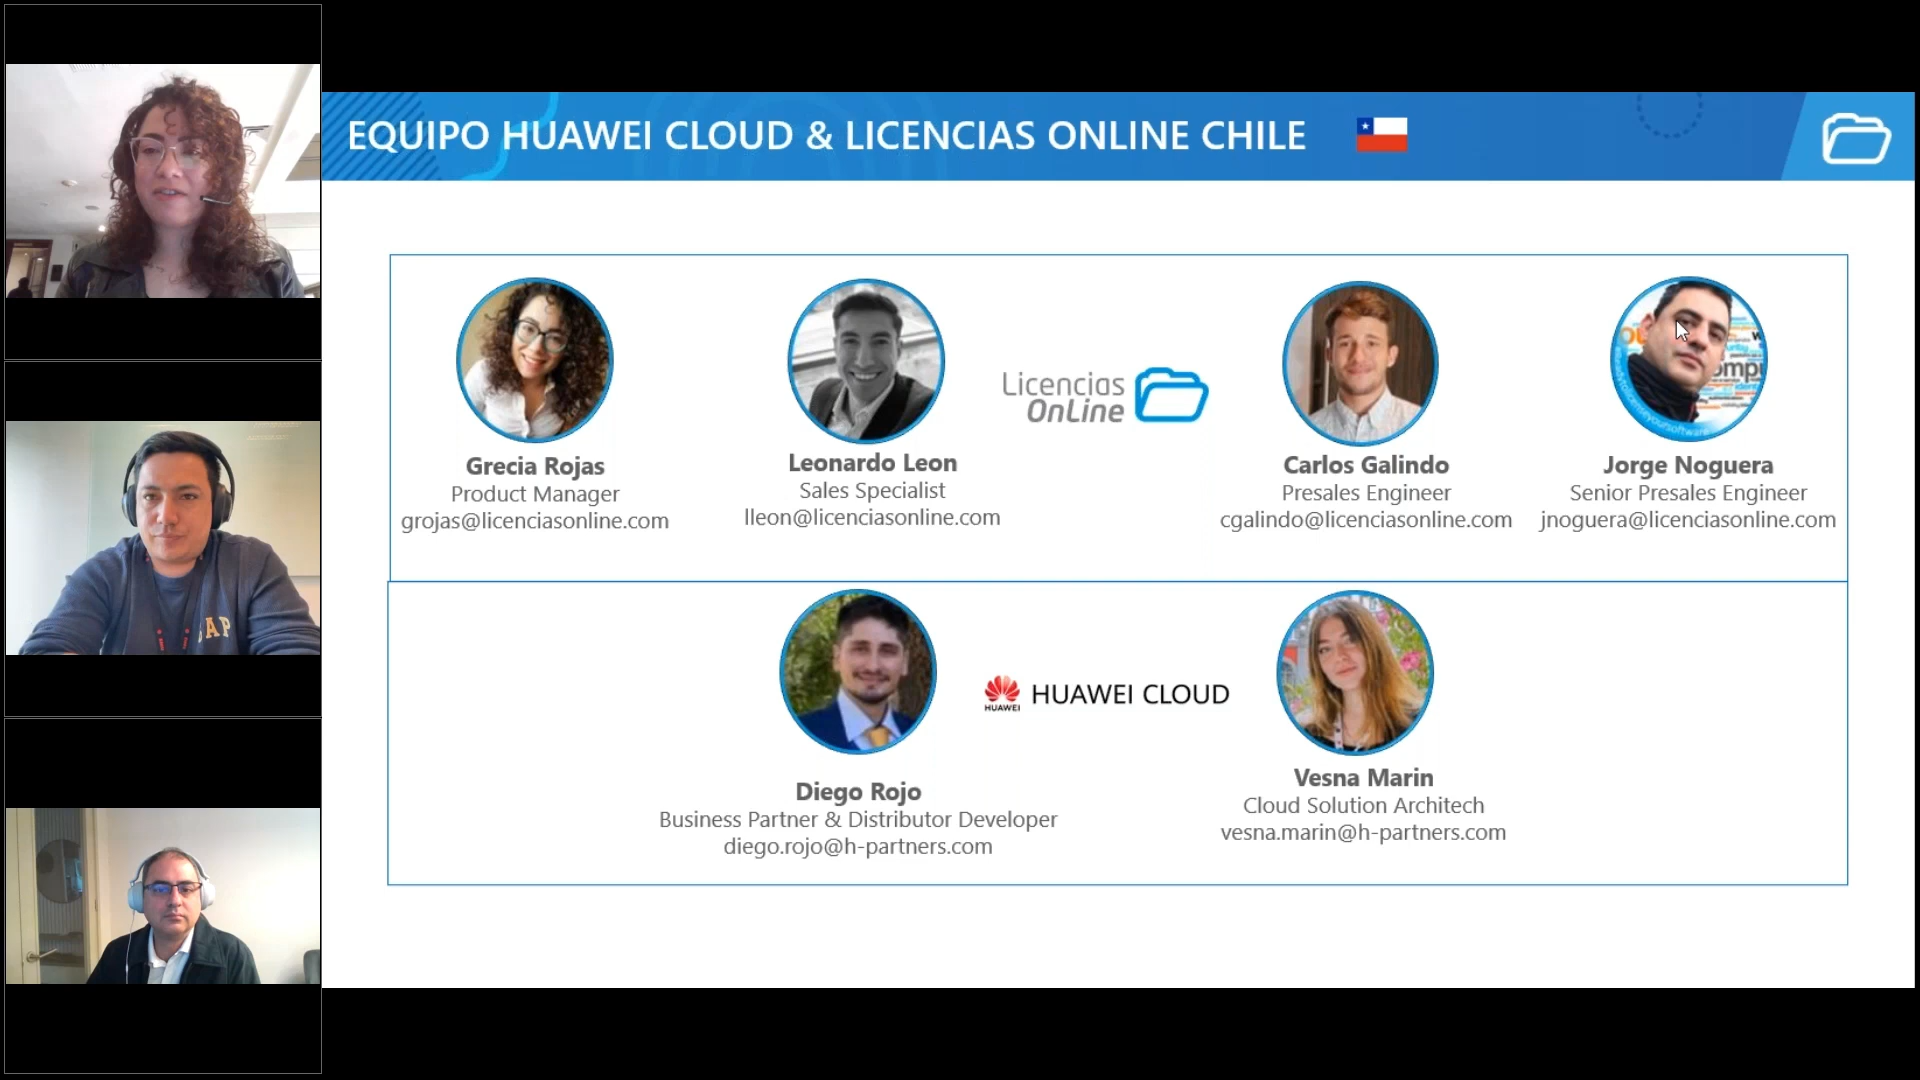 EQUIPO HUAWEI CLOUD & LICENCIAS ONLINE CHILE
Licencias
OnLine
Grecia Rojas
Product Manager
grojas@licenciasonline.com
Leonardo Leon
Sales Specialist
lleon@licenciasonline.com
Carlos Galindo
Presales Engineer
cgalindo@licenciasonline.com
Jorge Noguera
Senior Presales Engineer
jnoguera@licenciasonline.com
HUAWEI
HUAWEI CLOUD
Diego Rojo
Business Partner & Distributor Developer
diego.rojo@h-partners.com
Vesna Marin
Cloud Solution Architech
vesna.marin@h-partners.com